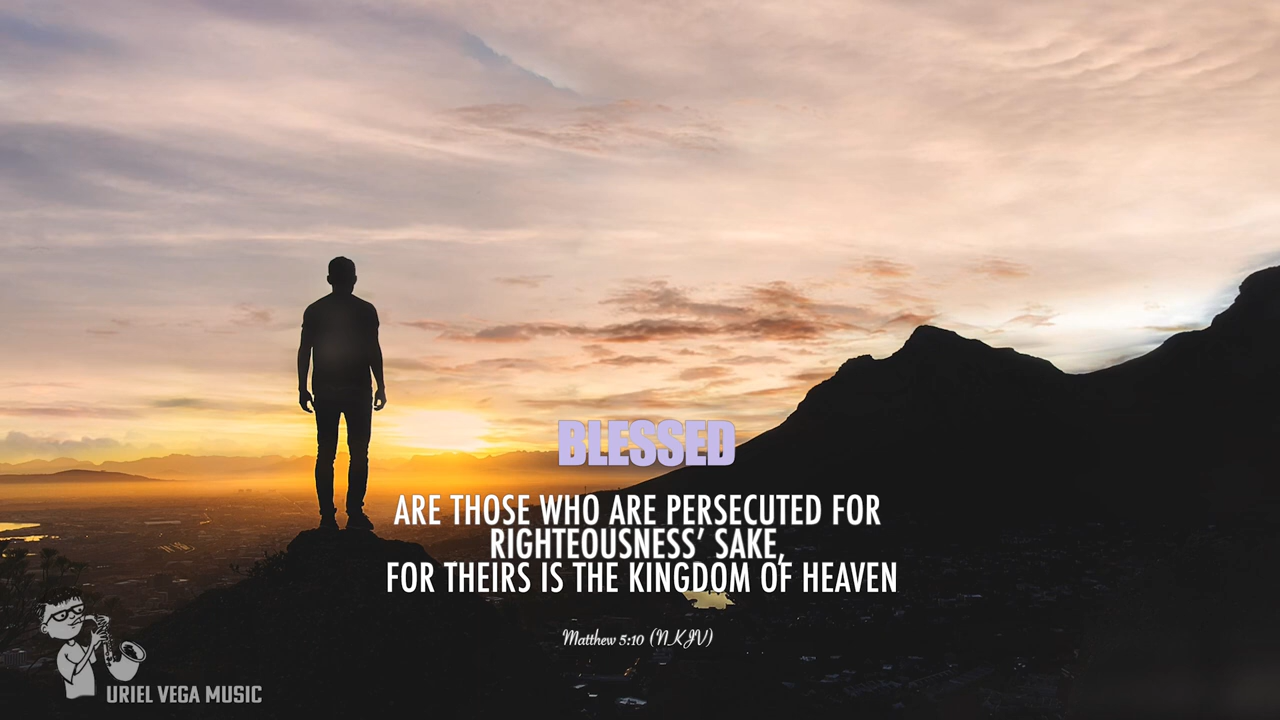 BLESSED
ARE THOSE WHO ARE PERSECUTED FOR
RIGHTEOUSNESS’ SAKE,
FOR THEIRS IS THE KINGDOM OF HEAVEN
Matthew 5:10 (NKJV)
URIEL VEGA MUSIC